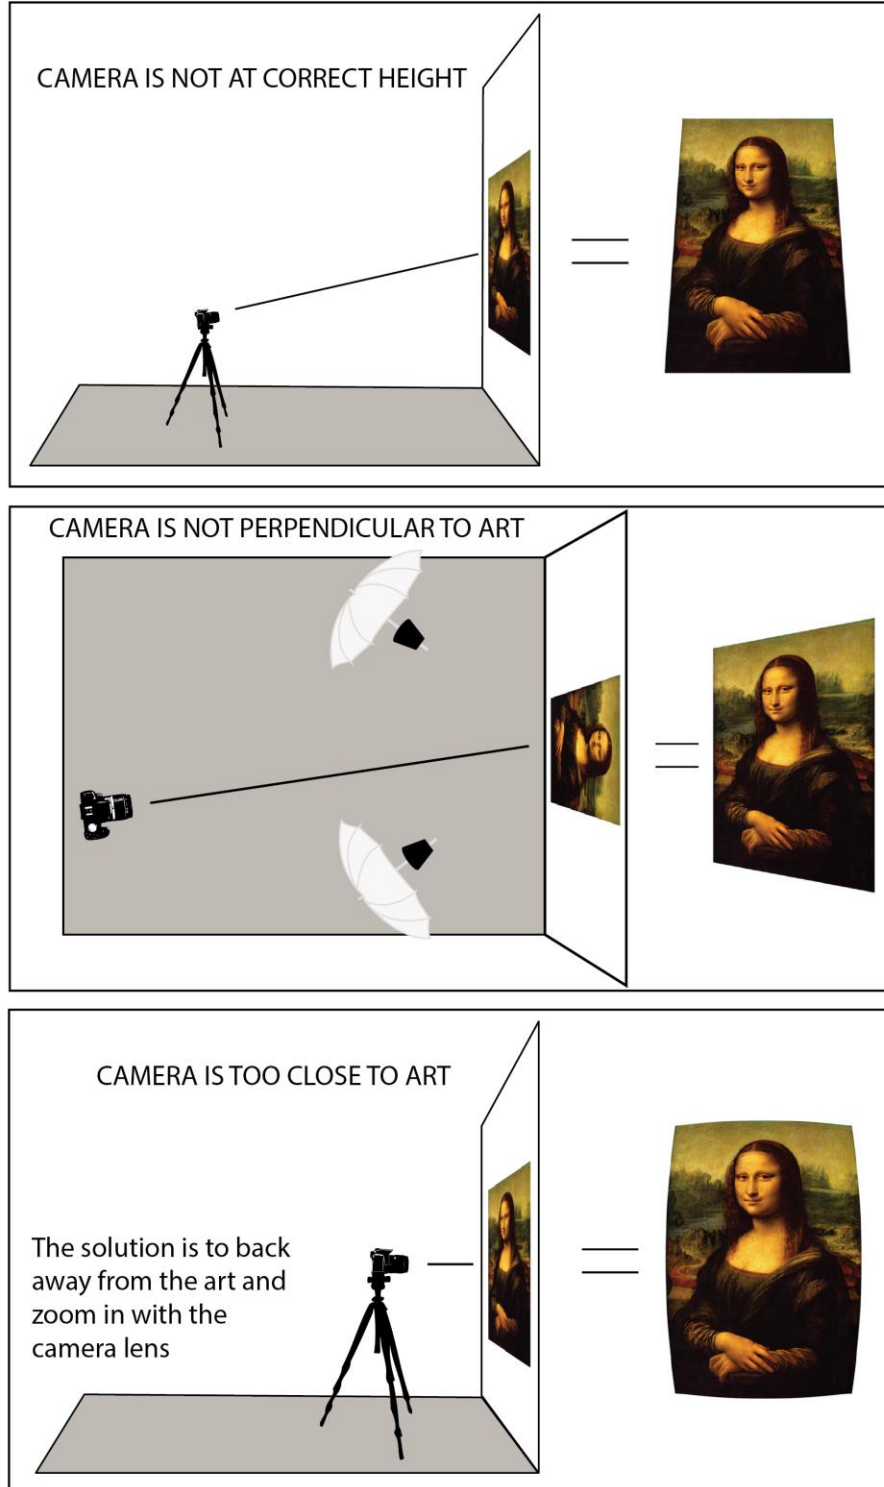 CAMERA IS NOT AT CORRECT HEIGHT
CAMERA IS NOT PERPENDICULAR TO ART
CAMERA IS TOO CLOSE TO ART
The solution is to back
away from the art and
zoom in with the
camera lens